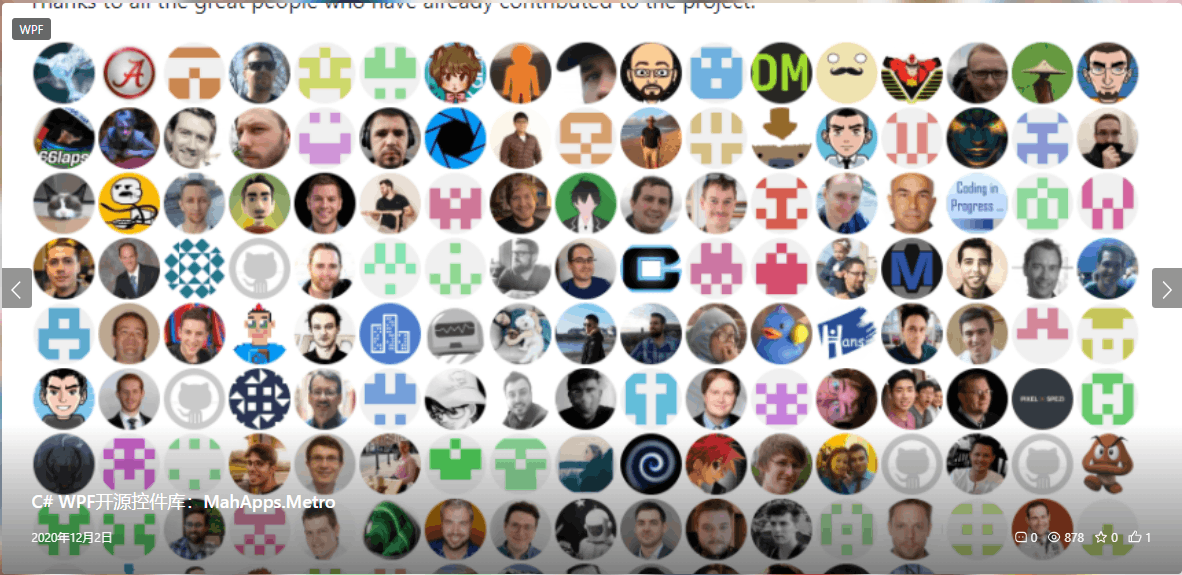 Thanks to all the great people who have already contributed to the project.
WPF
DM
66laps
Coding in
Progress ...
Hans
PIXEL SPEZI
C# WPF开源控件库：MahApps.Metro
2020年12月2日
0 878 0 1